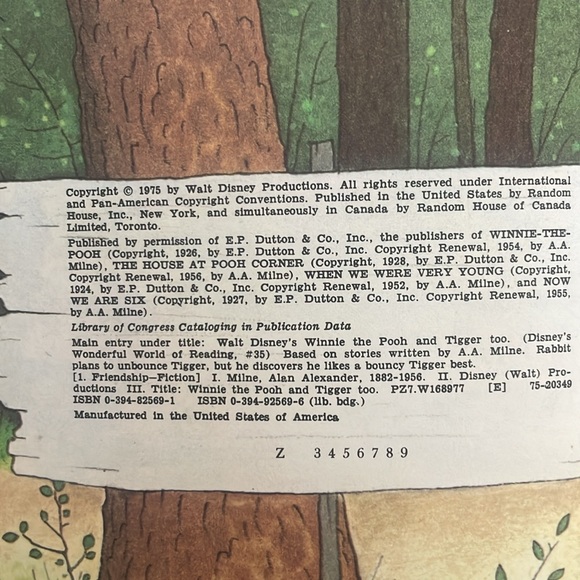 Copyright © 1975 by Walt Disney Productions. All rights reserved under International
and Pan-American Copyright Conventions. Published in the United States by Random
House, Inc., New York, and simultaneously in Canada by Random House of Canada
Limited, Toronto.
Published by permission of E.P. Dutton & Co., Inc., the publishers of WINNIE-THE-
POOH (Copyright, 1926, by E.P. Dutton & Co., Inc. Copyright Renewal, 1954, by A.A.
Milne), THE HOUSE AT POOH CORNER (Copyright, 1928, by E.P. Dutton & Co., Inc.
Copyright Renewal, 1956, by A.A. Milne), WHEN WE WERE VERY YOUNG (Copyright,
1924, by E.P. Dutton & Co., Inc. Copyright Renewal, 1952, by A.A. Milne), and NOW
WE ARE SIX (Copyright, 1927, by E.P. Dutton & Co., Inc. Copyright Renewal, 1955,
by A.A. Milne).
Library of Congress Cataloging in Publication Data
Main entry under title: Walt Disney's Winnie the Pooh and Tigger too. (Disney's
Wonderful World of Reading, #35) Based on stories written by A.A. Milne. Rabbit
plans to unbounce Tigger, but he discovers he likes a bouncy Tigger best.
[1. Friendship—Fiction] I. Milne, Alan Alexander, 1882-1956. II. Disney (Walt) Pro-
ductions III. Title: Winnie the Pooh and Tigger too. PZ7.W168977 [E] 75-20349
ISBN 0-394-82569-1 ISBN 0-394-92569-6 (lib. bdg.)
Manufactured in the United States of America
Z 3 4 5 6 7 8 9